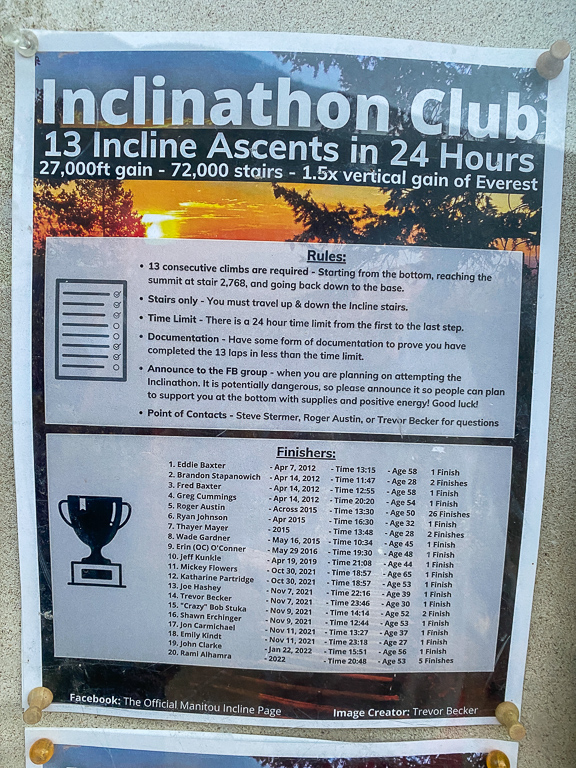 Inclinathon Club
13 Incline Ascents in 24 Hours
27,000ft gain - 72,000 stairs - 1.5x vertical gain of Everest
Rules:
• 13 consecutive climbs are required - Starting from the bottom, reaching the
summit at stair 2,768, and going back down to the base.
• Stairs only - You must travel up & down the Incline stairs.
• Time Limit - There is a 24 hour time limit from the first to the last step.
• Documentation - Have some form of documentation to prove you have
completed the 13 laps in less than the time limit.
• Announce to the FB group - when you are planning on attempting the
Inclinathon. It is potentially dangerous, so please announce it so people can plan
to support you at the bottom with supplies and positive energy! Good luck!
• Point of Contacts - Steve Stermer, Roger Austin, or Trevor Becker for questions
Finishers:
1. Eddie Baxter - Apr 7, 2012 - Time 13:15 - Age 58 1 Finish
2. Brandon Stapanowich - Apr 14, 2012 - Time 11:47 - Age 28 2 Finishes
3. Fred Baxter - Apr 14, 2012 - Time 12:55 - Age 58 1 Finish
4. Greg Cummings - Apr 14, 2012 - Time 20:20 - Age 54 1 Finish
5. Roger Austin - Across 2015 - Time 13:30 - Age 50 26 Finishes
6. Ryan Johnson - Apr 2015 - Time 16:30 - Age 32 1 Finish
7. Thayer Mayer - 2015 - Time 13:48 - Age 28 2 Finishes
8. Wade Gardner - May 16, 2015 - Time 10:34 - Age 45 1 Finish
9. Erin (OC) O'Conner - May 29 2016 - Time 19:30 - Age 48 1 Finish
10. Jeff Kunkle - Apr 19, 2019 - Time 21:08 - Age 44 1 Finish
11. Mickey Flowers - Oct 30, 2021 - Time 18:57 - Age 65 1 Finish
12. Katharine Partridge - Oct 30, 2021 - Time 18:57 - Age 53 1 Finish
13. Joe Hashey - Nov 7, 2021 - Time 22:16 - Age 39 1 Finish
14. Trevor Becker - Nov 7, 2021 - Time 23:46 - Age 30 1 Finish
15. "Crazy" Bob Stuka - Nov 9, 2021 - Time 14:14 - Age 52 2 Finish
16. Shawn Erchinger - Nov 9, 2021 - Time 12:44 - Age 53 1 Finish
17. Jon Carmichael - Nov 11, 2021 - Time 13:27 - Age 37 1 Finish
18. Emily Kindt - Nov 11, 2021 - Time 23:18 - Age 27 1 Finish
19. John Clarke - Jan 22, 2022 - Time 15:51 - Age 56 1 Finish
20. Rami Alhamra - 2022 - Time 20:48 - Age 53 5 Finishes
Facebook: The Official Manitou Incline Page
Image Creator: Trevor Becker